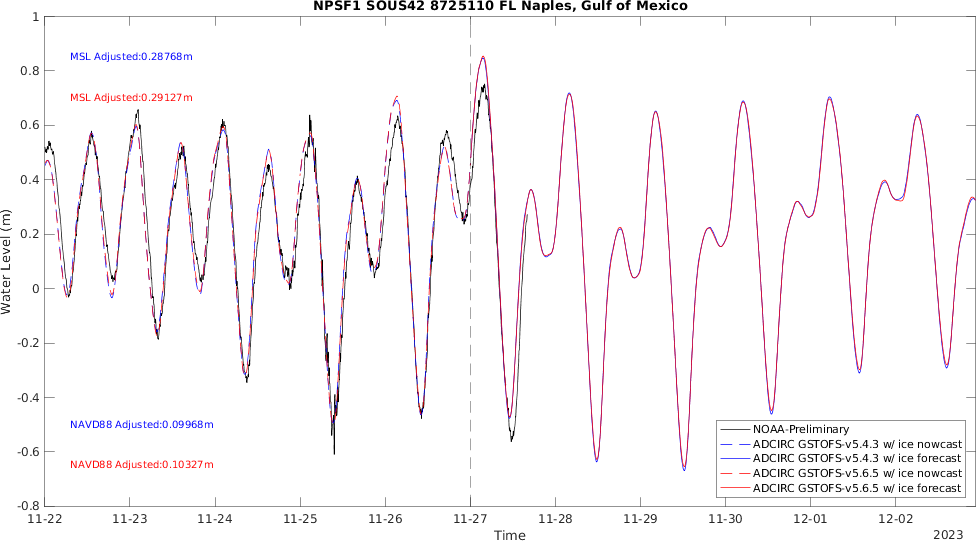 NPSF1 SOUS42 8725110 FL Naples, Gulf of Mexico
1
0.8
0.6
0.4
0.2
0
-0.2
-0.4
-0.6
-0.8
Water Level (m)
MSL Adjusted:0.28768m
MSL Adjusted:0.29127m
NAVD88 Adjusted:0.09968m
NAVD88 Adjusted:0.10327m
NOAA-Preliminary
ADCIRC GSTOFS-v5.4.3 w/ ice nowcast
ADCIRC GSTOFS-v5.4.3 w/ ice forecast
ADCIRC GSTOFS-v5.6.5 w/ ice nowcast
ADCIRC GSTOFS-v5.6.5 w/ ice forecast
11-22 11-23 11-24 11-25 11-26 11-27 11-28 11-29 11-30 12-01 12-02
Time
2023